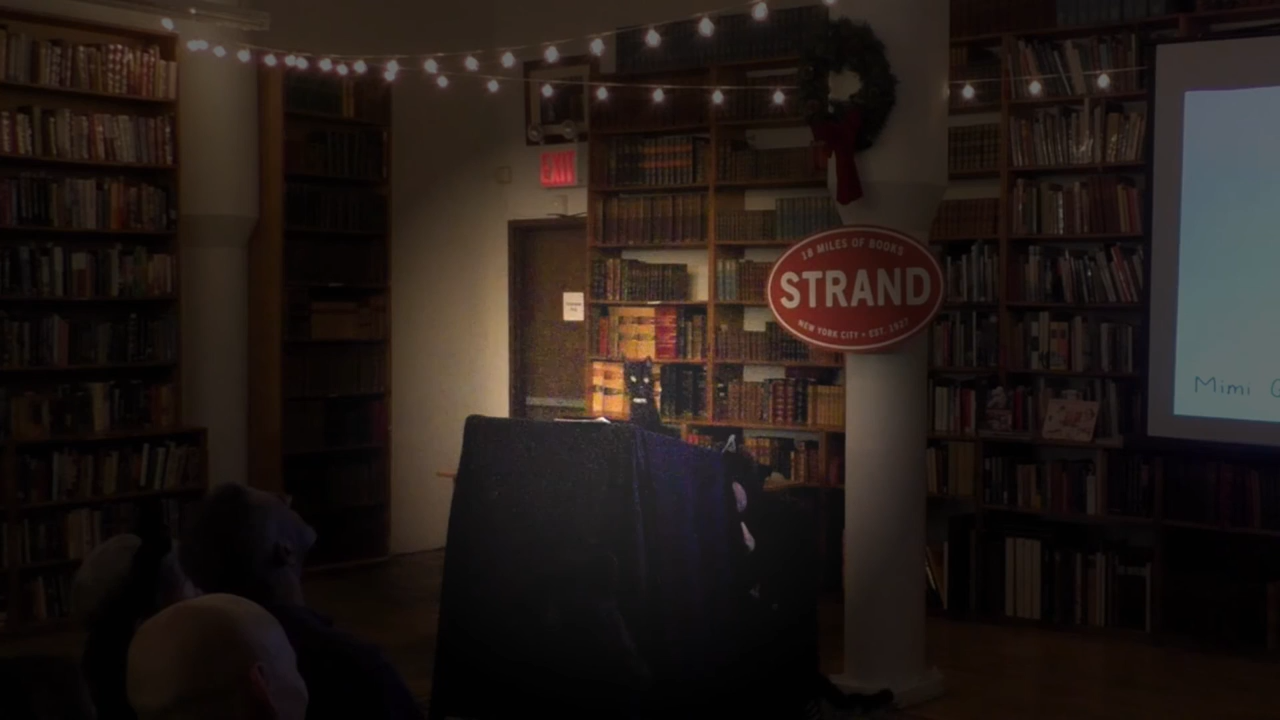 EXIT
18 MILES OF BOOKS
STRAND
NEW YORK CITY • EST. 1927
Mimi